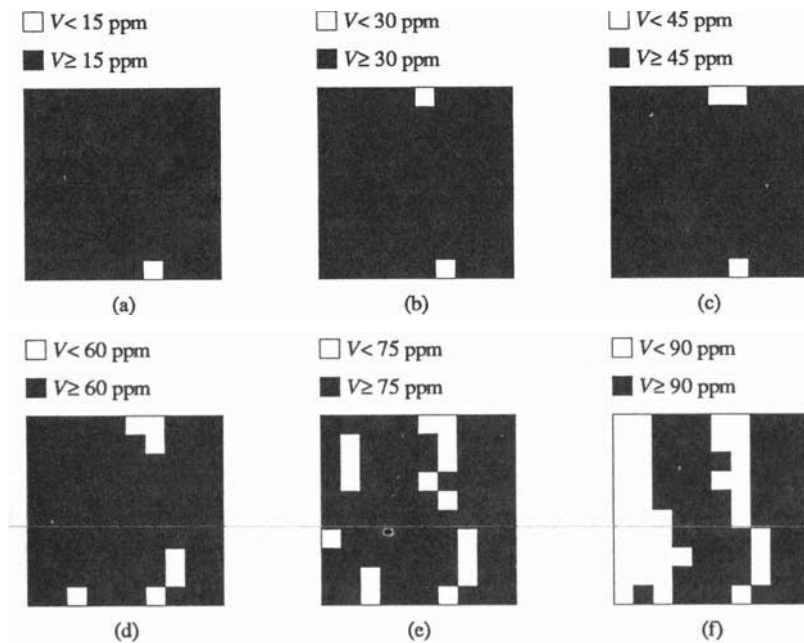 V< 15 ppm
V≥ 15 ppm
(a)
V< 30 ppm
V≥ 30 ppm
(b)
V< 45 ppm
V≥ 45 ppm
(c)
V< 60 ppm
V≥ 60 ppm
(d)
V< 75 ppm
V≥ 75 ppm
(e)
V< 90 ppm
V≥ 90 ppm
(f)